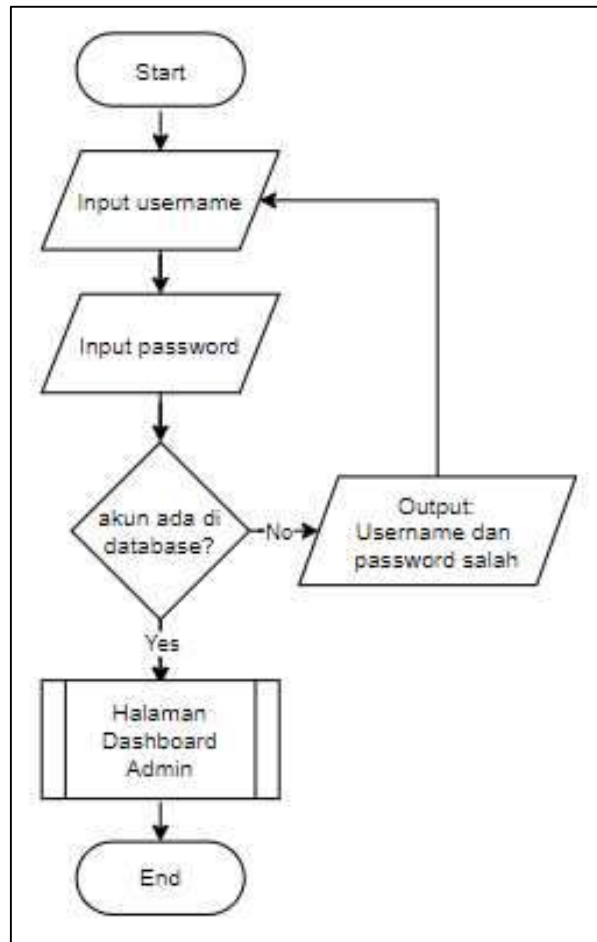 Start
Input username
Input password
akun ada di
database?
No
Output:
Username dan
password salah
Yes
Halaman
Dashboard
Admin
End